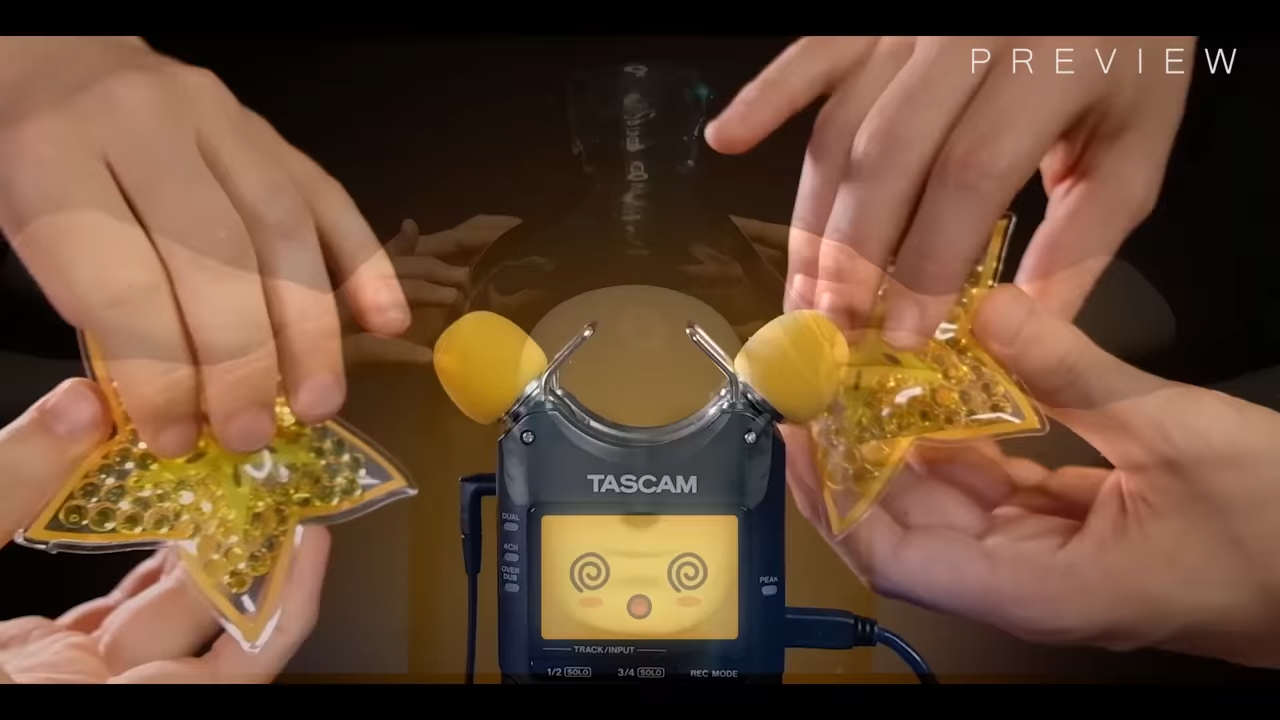 PREVIEW
TASCAM
DUAL
4CH
OVER
DUB
PEAK
TRACK/INPUT
1/2 SOLO 3/4 SOLO REC MODE